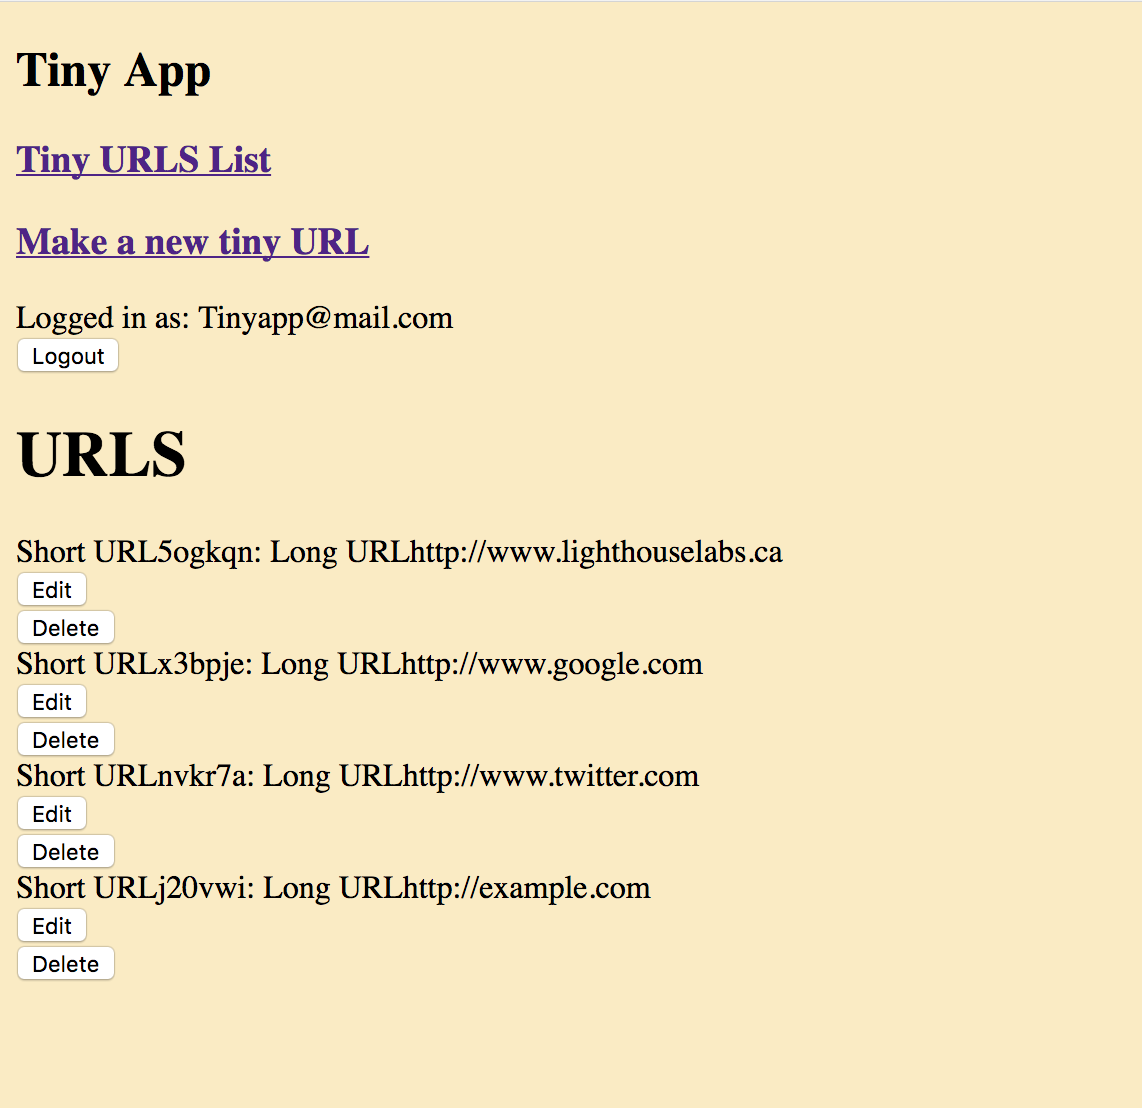 Tiny App
Tiny URLS List
Make a new tiny URL
Logged in as: Tinyapp@mail.com
Logout
URLS
Short URL5ogkqn: Long URLhttp://www.lighthouselabs.ca
Edit
Delete
Short URLx3bpje: Long URLhttp://www.google.com
Edit
Delete
Short URLnvkr7a: Long URLhttp://www.twitter.com
Edit
Delete
Short URLj20vwi: Long URLhttp://example.com
Edit
Delete